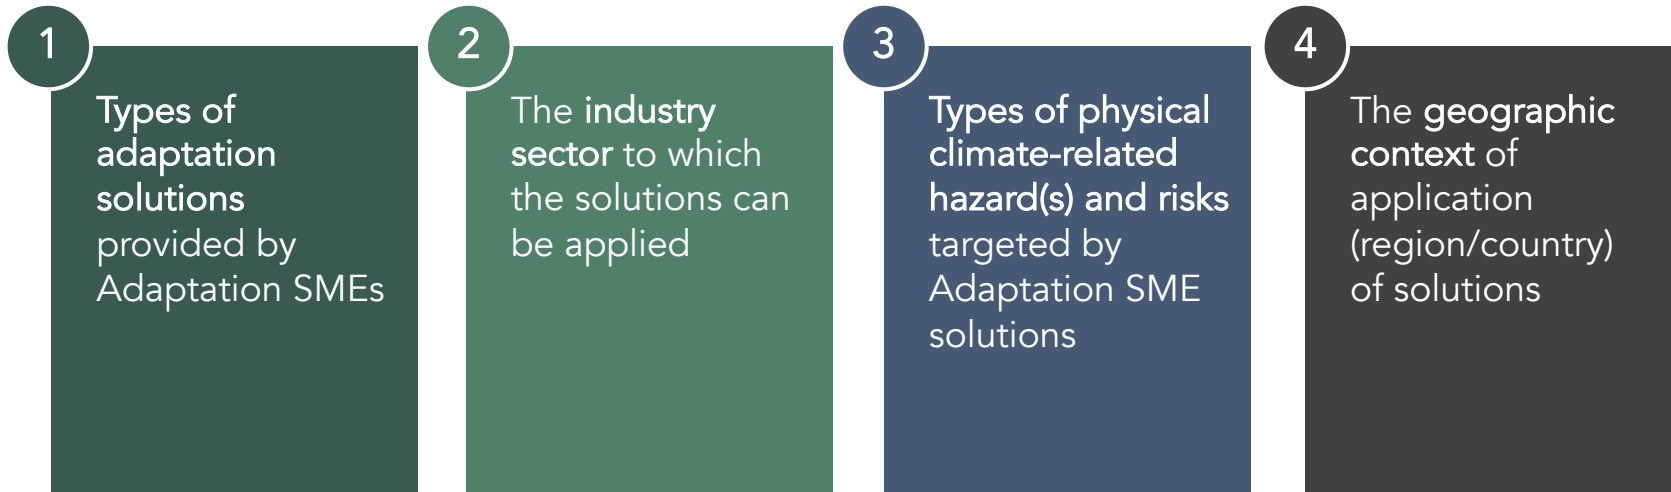 1
Types of
adaptation
solutions
provided by
Adaptation SMEs
2
The industry
sector to which
the solutions can
be applied
3
Types of physical
climate-related
hazard(s) and risks
targeted by
Adaptation SME
solutions
4
The geographic
context of
application
(region/country)
of solutions